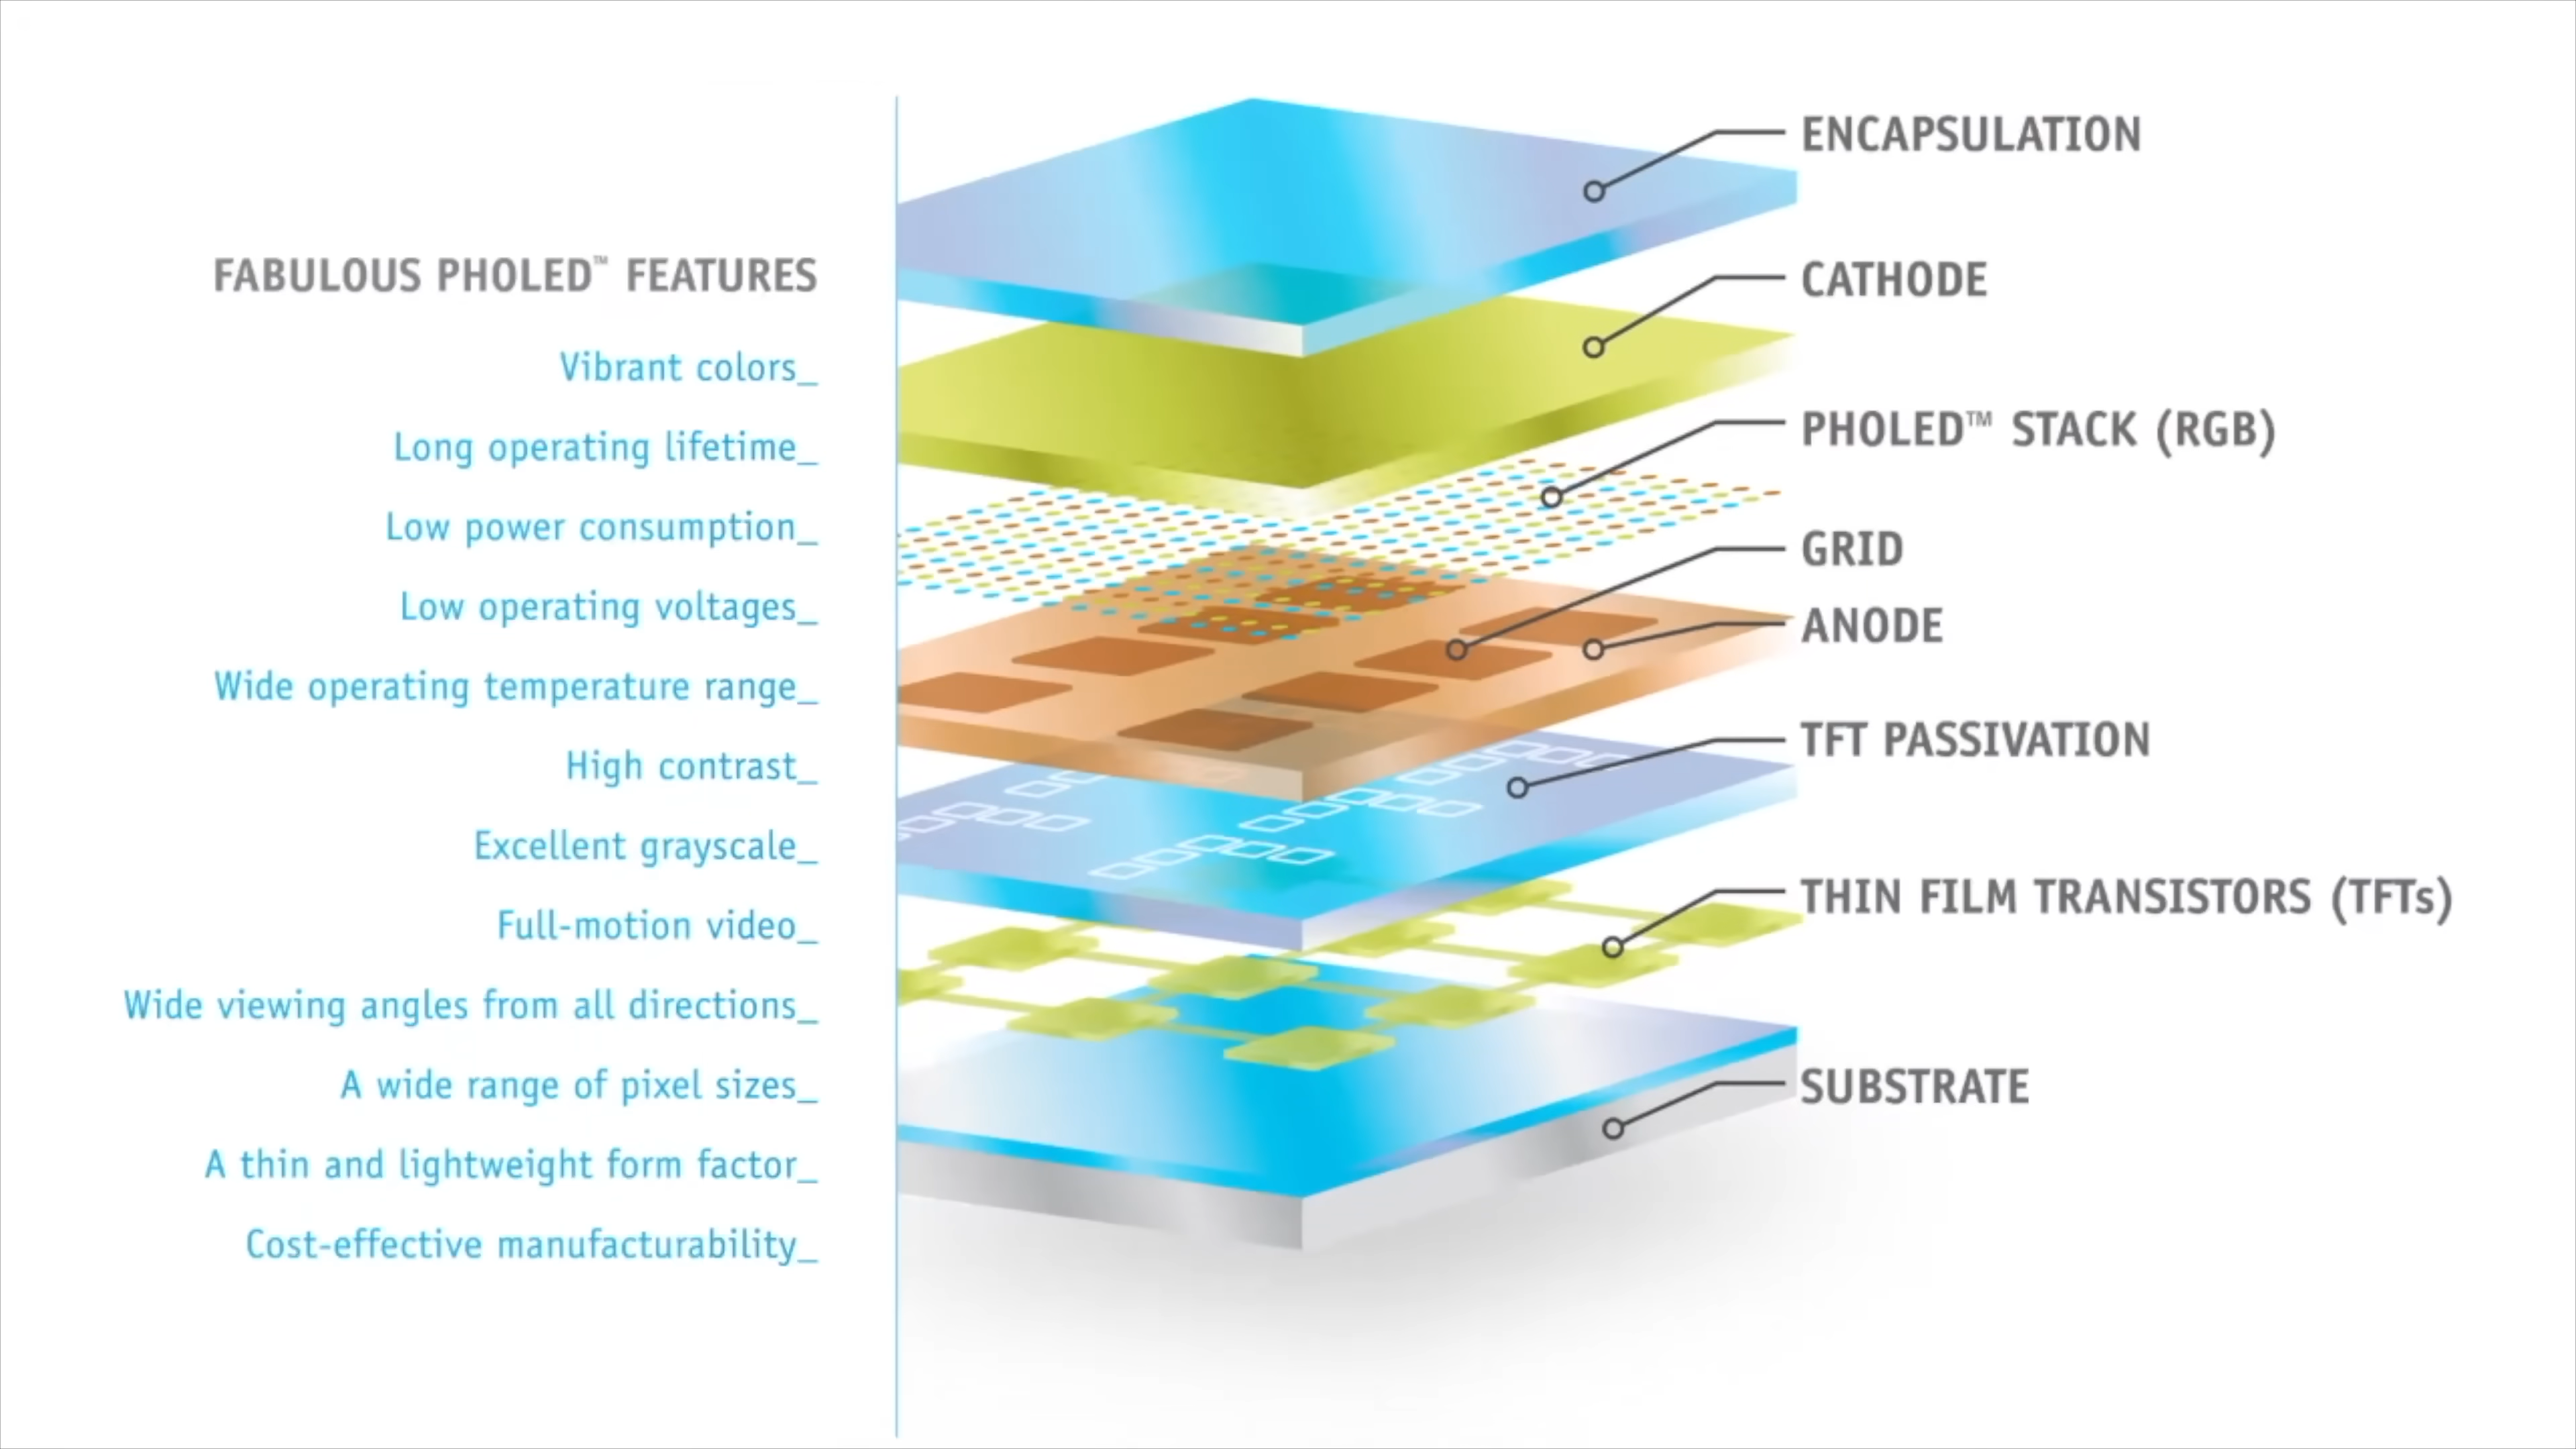 FABULOUS PHOLED™ FEATURES
Vibrant colors_
Long operating lifetime_
Low power consumption_
Low operating voltages_
Wide operating temperature range_
High contrast_
Excellent grayscale_
Full-motion video_
Wide viewing angles from all directions_
A wide range of pixel sizes_
A thin and lightweight form factor_
Cost-effective manufacturability_
ENCAPSULATION
CATHODE
PHOLED™ STACK (RGB)
GRID
ANODE
TFT PASSIVATION
THIN FILM TRANSISTORS (TFTs)
SUBSTRATE